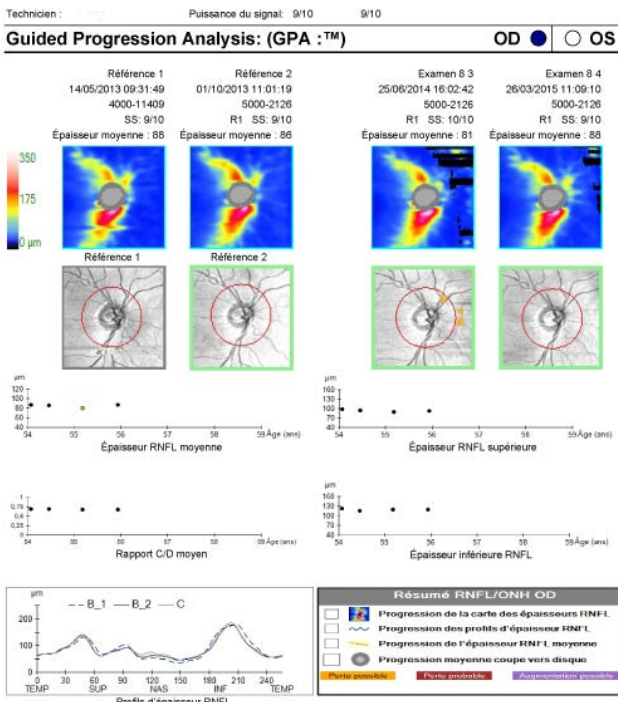 Technicien : Puissance du signal: 9/10 9/10
Guided Progression Analysis: (GPA :™) OD OS
Référence 1
14/05/2013 09:31:49
4000-11409
SS: 9/10
Épaisseur moyenne : 88
Référence 2
01/10/2013 11:01:19
5000-2126
R1 SS: 9/10
Épaisseur moyenne : 86
Examen 8 3
25/06/2014 16:02:42
5000-2126
R1 SS: 10/10
Épaisseur moyenne : 81
Examen 8 4
26/03/2015 11:09:10
5000-2126
R1 SS: 9/10
Épaisseur moyenne : 88
350
175
0 µm
Référence 1 Référence 2
µm
120
100
80
60
40
54 55 56 57 58 59 Âge (ans)
Épaisseur RNFL moyenne
µm
160
130
100
70
40
54 55 56 57 58 59 Âge (ans)
Épaisseur RNFL supérieure
1
0,75
0,25
0
54 55 56 57 58 59 Âge (ans)
Rapport C/D moyen
µm
160
130
100
70
40
54 55 56 57 58 59 Âge (ans)
Épaisseur inférieure RNFL
µm
B_1 B_2 C
200
100
0
0 30 60 90 120 150 180 210 240
TEMP SUP NAS INF TEMP
Profils d'épaisseur RNFL
Résumé RNFL/ONH OD
Progression de la carte des épaisseurs RNFL
Progression des profils d'épaisseur RNFL
Progression de l'épaisseur RNFL moyenne
Progression moyenne coupe vers disque
Perte possible Perte probable Augmentation possible